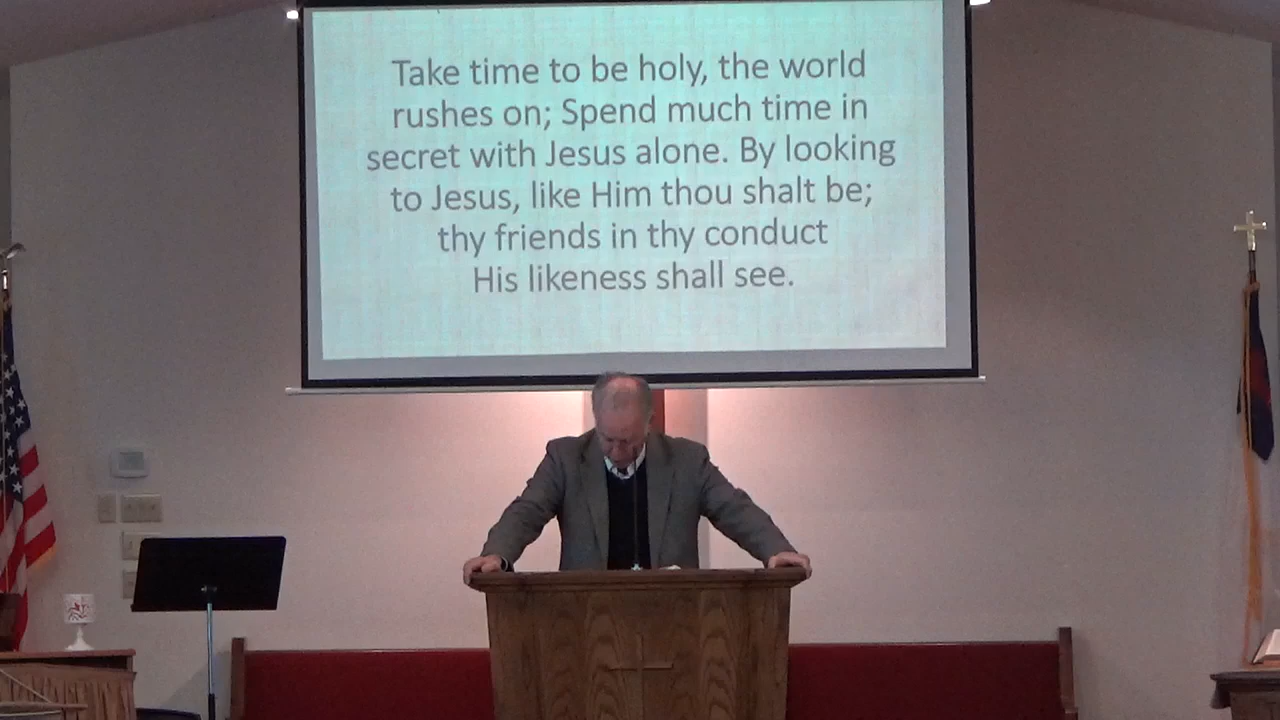 Take time to be holy, the world
rushes on; Spend much time in
secret with Jesus alone. By looking
to Jesus, like Him thou shalt be;
thy friends in thy conduct
His likeness shall see.